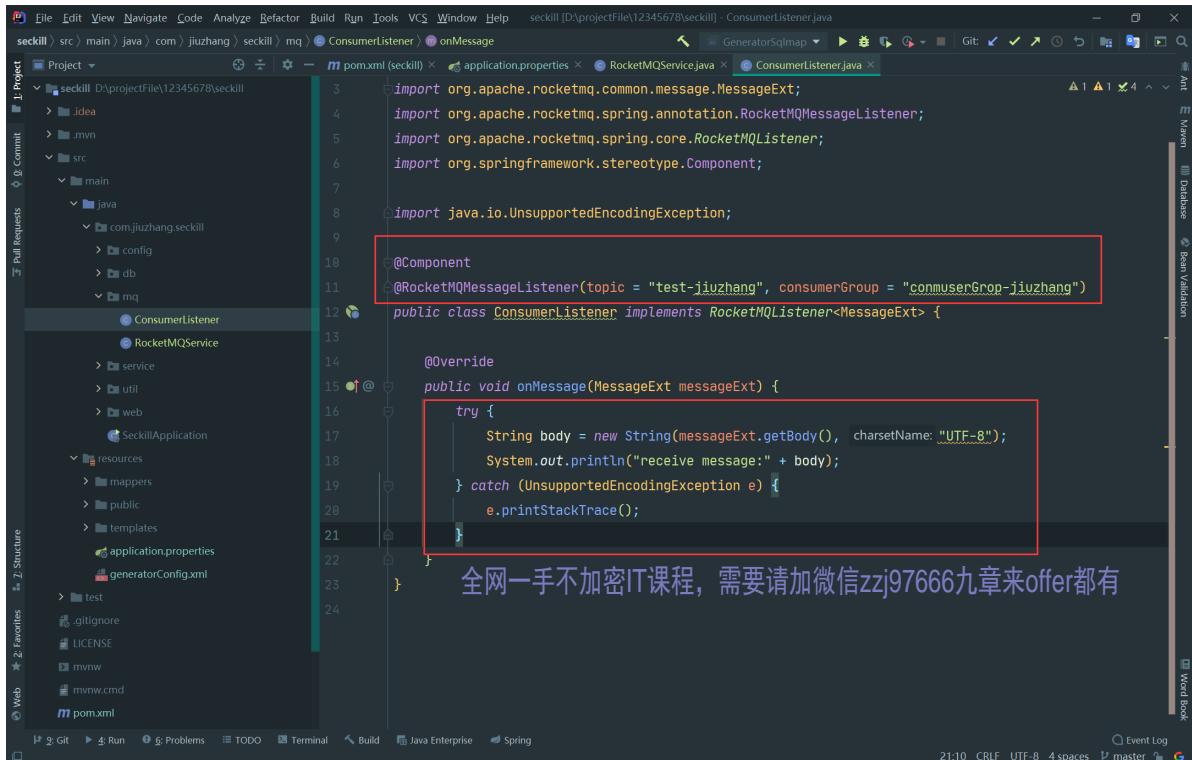 File Edit View Navigate Code Analyze Refactor Build Run Tools VCS Window Help seckill [D:\projectFile\12345678\seckill] - ConsumerListener.java
seckill src main java com jiuzhang seckill mq ConsumerListener onMessage GeneratorSqlmap Git:
Project
pom.xml (seckill) application.properties RocketMQService.java ConsumerListener.java
1: Project
0: Commit
Pull Requests
7: Structure
2: Favorites
Web
seckill D:\projectFile\12345678\seckill
.idea
.mvn
src
main
java
com.jiuzhang.seckill
config
db
mq
ConsumerListener
RocketMQService
service
util
web
SeckillApplication
resources
mappers
public
templates
application.properties
generatorConfig.xml
test
.gitignore
LICENSE
mvnw
mvnw.cmd
pom.xml
1 1 4
3 import org.apache.rocketmq.common.message.MessageExt;
4 import org.apache.rocketmq.spring.annotation.RocketMQMessageListener;
5 import org.apache.rocketmq.spring.core.RocketMQListener;
6 import org.springframework.stereotype.Component;
7
8 import java.io.UnsupportedEncodingException;
9
10 @Component
11 @RocketMQMessageListener(topic = "test-jiuzhang", consumerGroup = "conmuserGrop-jiuzhang")
12 public class ConsumerListener implements RocketMQListener<MessageExt> {
13
14 @Override
15 @ public void onMessage(MessageExt messageExt) {
16 try {
17 String body = new String(messageExt.getBody(), charsetName: "UTF-8");
18 System.out.println("receive message:" + body);
19 } catch (UnsupportedEncodingException e) {
20 e.printStackTrace();
21 }
22 }
23 }
24
全网一手不加密IT课程，需要请加微信zzj97666九章来offer都有
Ant
Maven
Database
Bean Validation
Word Book
9: Git 4: Run 6: Problems TODO Terminal Build Java Enterprise Spring Event Log
21:10 CRLF UTF-8 4 spaces master